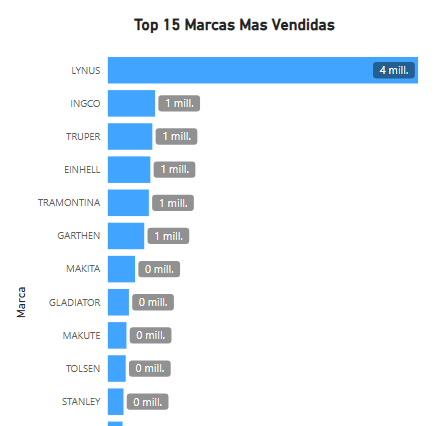 Top 15 Marcas Mas Vendidas
Marca
LYNUS 4 mill.
INGCO 1 mill.
TRUPER 1 mill.
EINHELL 1 mill.
TRAMONTINA 1 mill.
GARTHEN 1 mill.
MAKITA 0 mill.
GLADIATOR 0 mill.
MAKUTE 0 mill.
TOLSEN 0 mill.
STANLEY 0 mill.